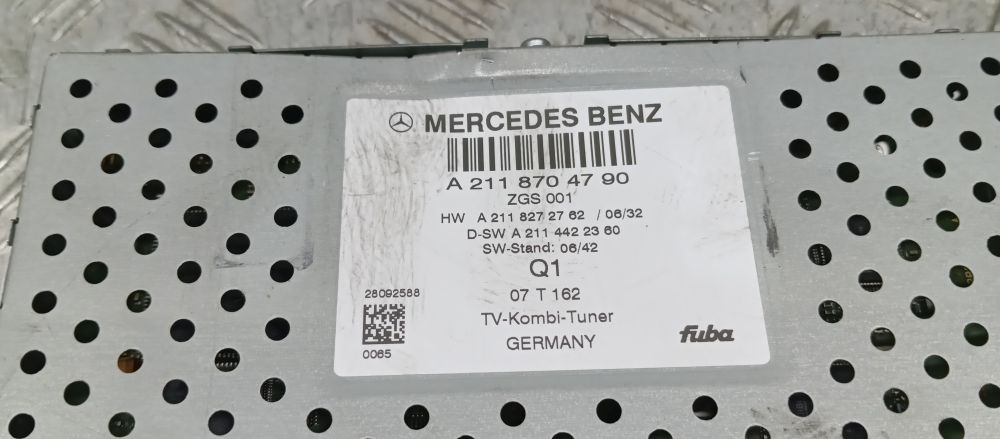 MERCEDES BENZ
A 211 870 47 90
ZGS 001
HW A 211 827 27 62 / 06/32
D-SW A 211 442 23 60
SW-Stand: 06/42
Q1
28092588
07 T 162
TV-Kombi-Tuner
fuba
0065
GERMANY